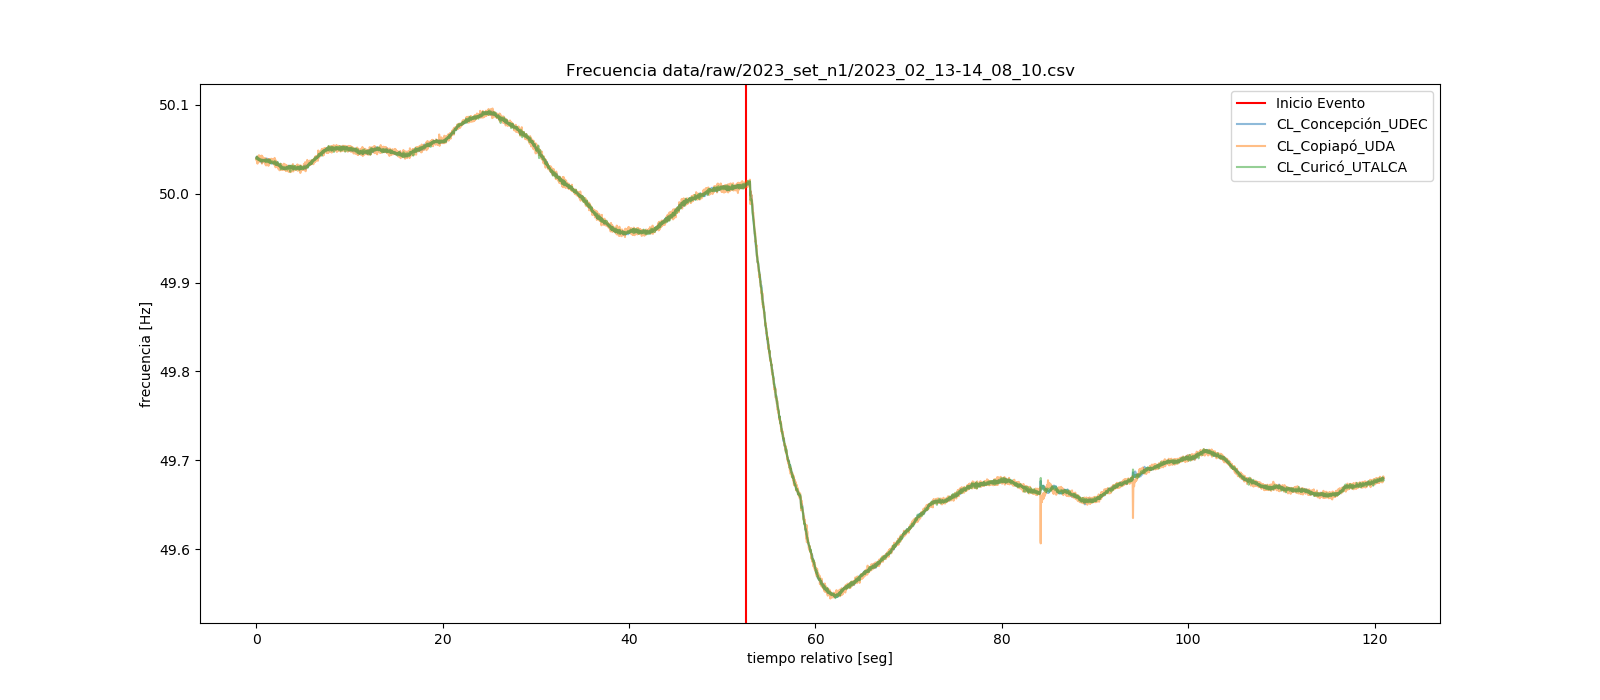 Frecuencia data/raw/2023_set_n1/2023_02_13-14_08_10.csv
Inicio Evento
CL_Concepción_UDEC
CL_Copiapó_UDA
CL_Curicó_UTALCA
frecuencia [Hz]
50.1
50.0
49.9
49.8
49.7
49.6
0 20 40 60 80 100 120
tiempo relativo [seg]